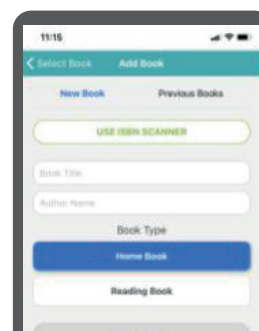 11:15
Select Book Add Book
New Book Previous Books
USE ISBN SCANNER
Book Title
Author Name
Book Type
Home Book
Reading Book